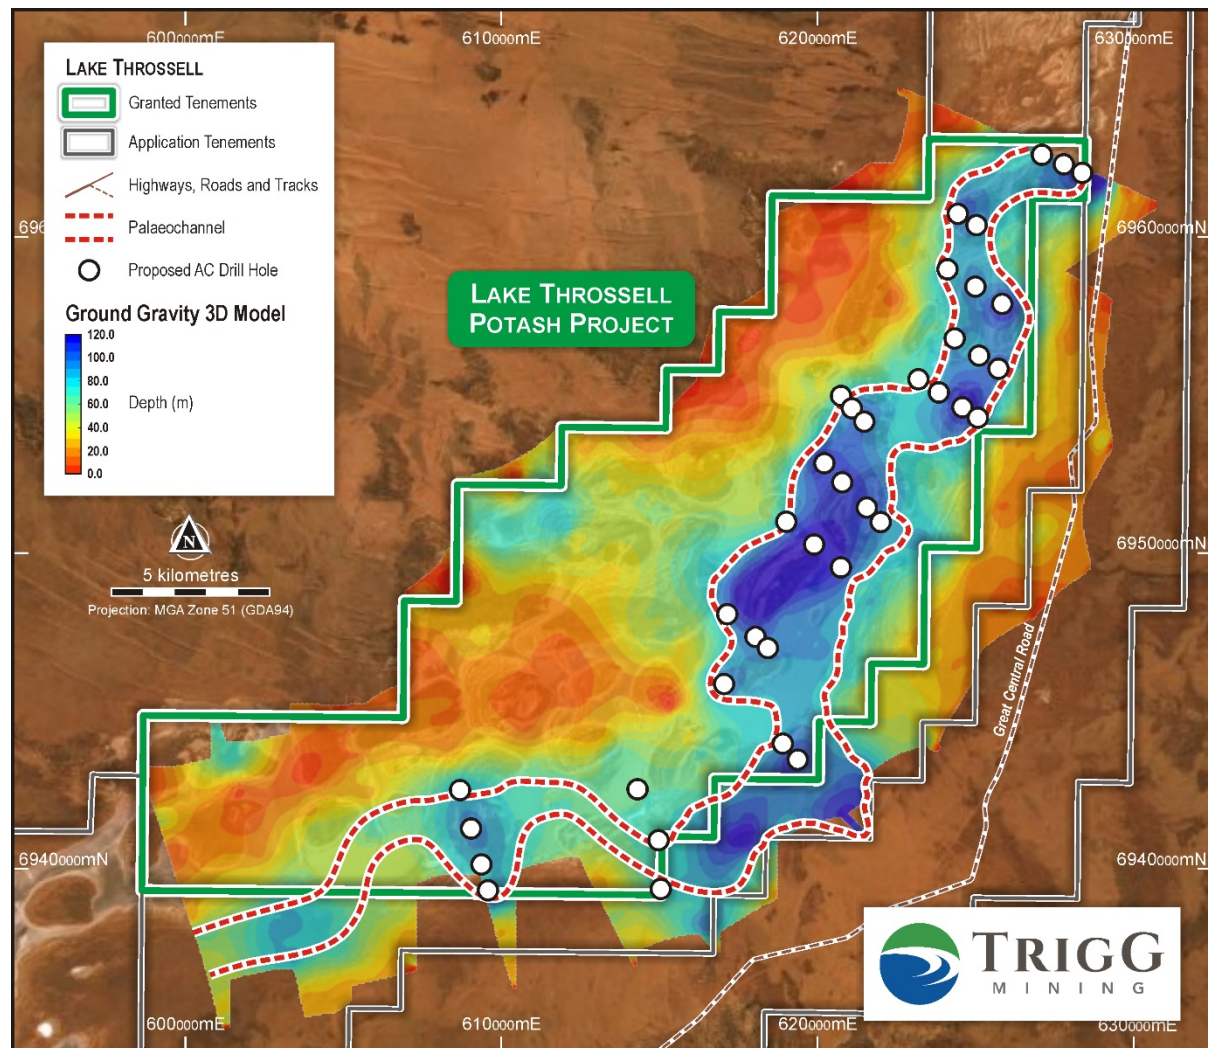 600000mE
610000mE
620000mE
630000mE
LAKE THROSSELL
Granted Tenements
Application Tenements
Highways, Roads and Tracks
Palaeochannel
Proposed AC Drill Hole
Ground Gravity 3D Model
120.0
100.0
80.0
60.0
40.0
20.0
0.0
Depth (m)
696
6960000mN
LAKE THROSSELL
POTASH PROJECT
N
5 kilometres
Projection: MGA Zone 51 (GDA94)
6950000mN
Great Central Road
6940000mN
6940000mN
TRIGG
MINING
600000mE
610000mE
620000mE
630000mE